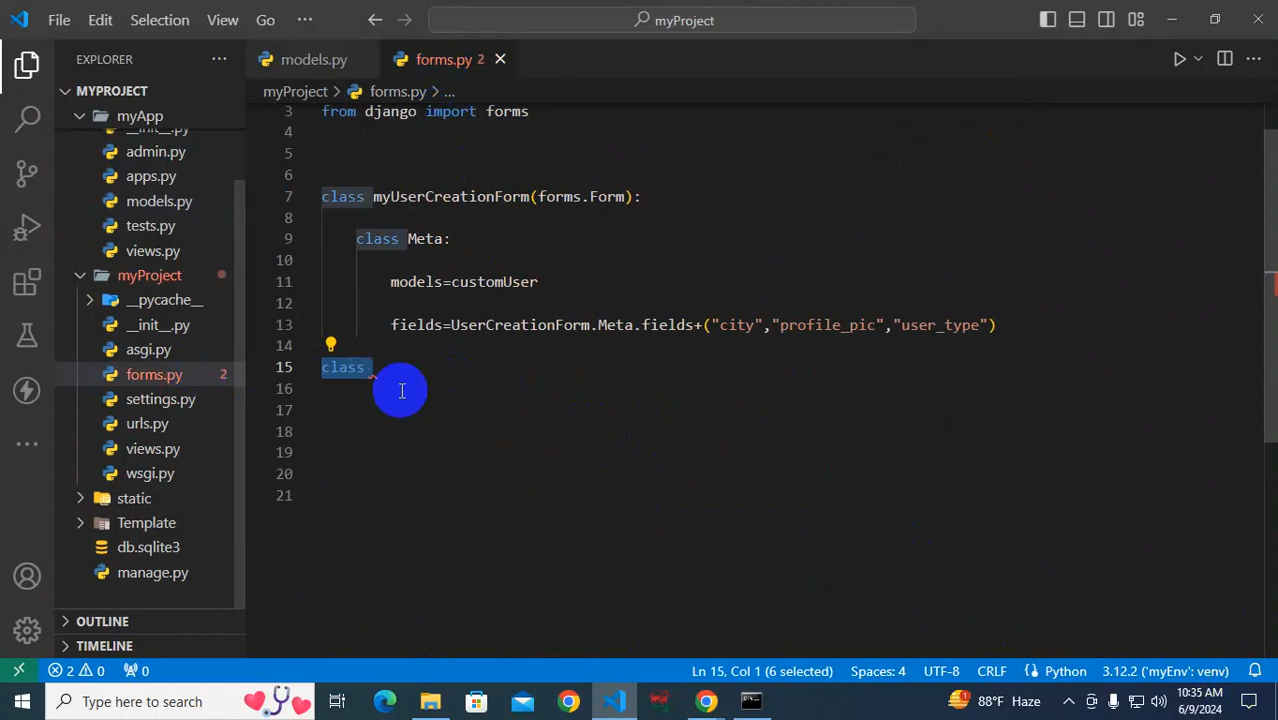 File Edit Selection View Go ··· myProject
EXPLORER ···
models.py forms.py 2
MYPROJECT
myProject > forms.py > ...
myApp
__init__.py
admin.py
apps.py
models.py
tests.py
views.py
myProject
__pycache__
__init__.py
asgi.py
forms.py 2
settings.py
urls.py
views.py
wsgi.py
static
Template
db.sqlite3
manage.py
OUTLINE
TIMELINE
3 from django import forms
4
5
6
7 class myUserCreationForm(forms.Form):
8
9 class Meta:
10
11 models=customUser
12
13 fields=UserCreationForm.Meta.fields+("city","profile_pic","user_type")
14
15 class
16
17
18
19
20
21
2 0 0 Ln 15, Col 1 (6 selected) Spaces: 4 UTF-8 CRLF Python 3.12.2 ('myEnv': venv)
Type here to search 1 88°F Haze 10:35 AM
6/9/2024